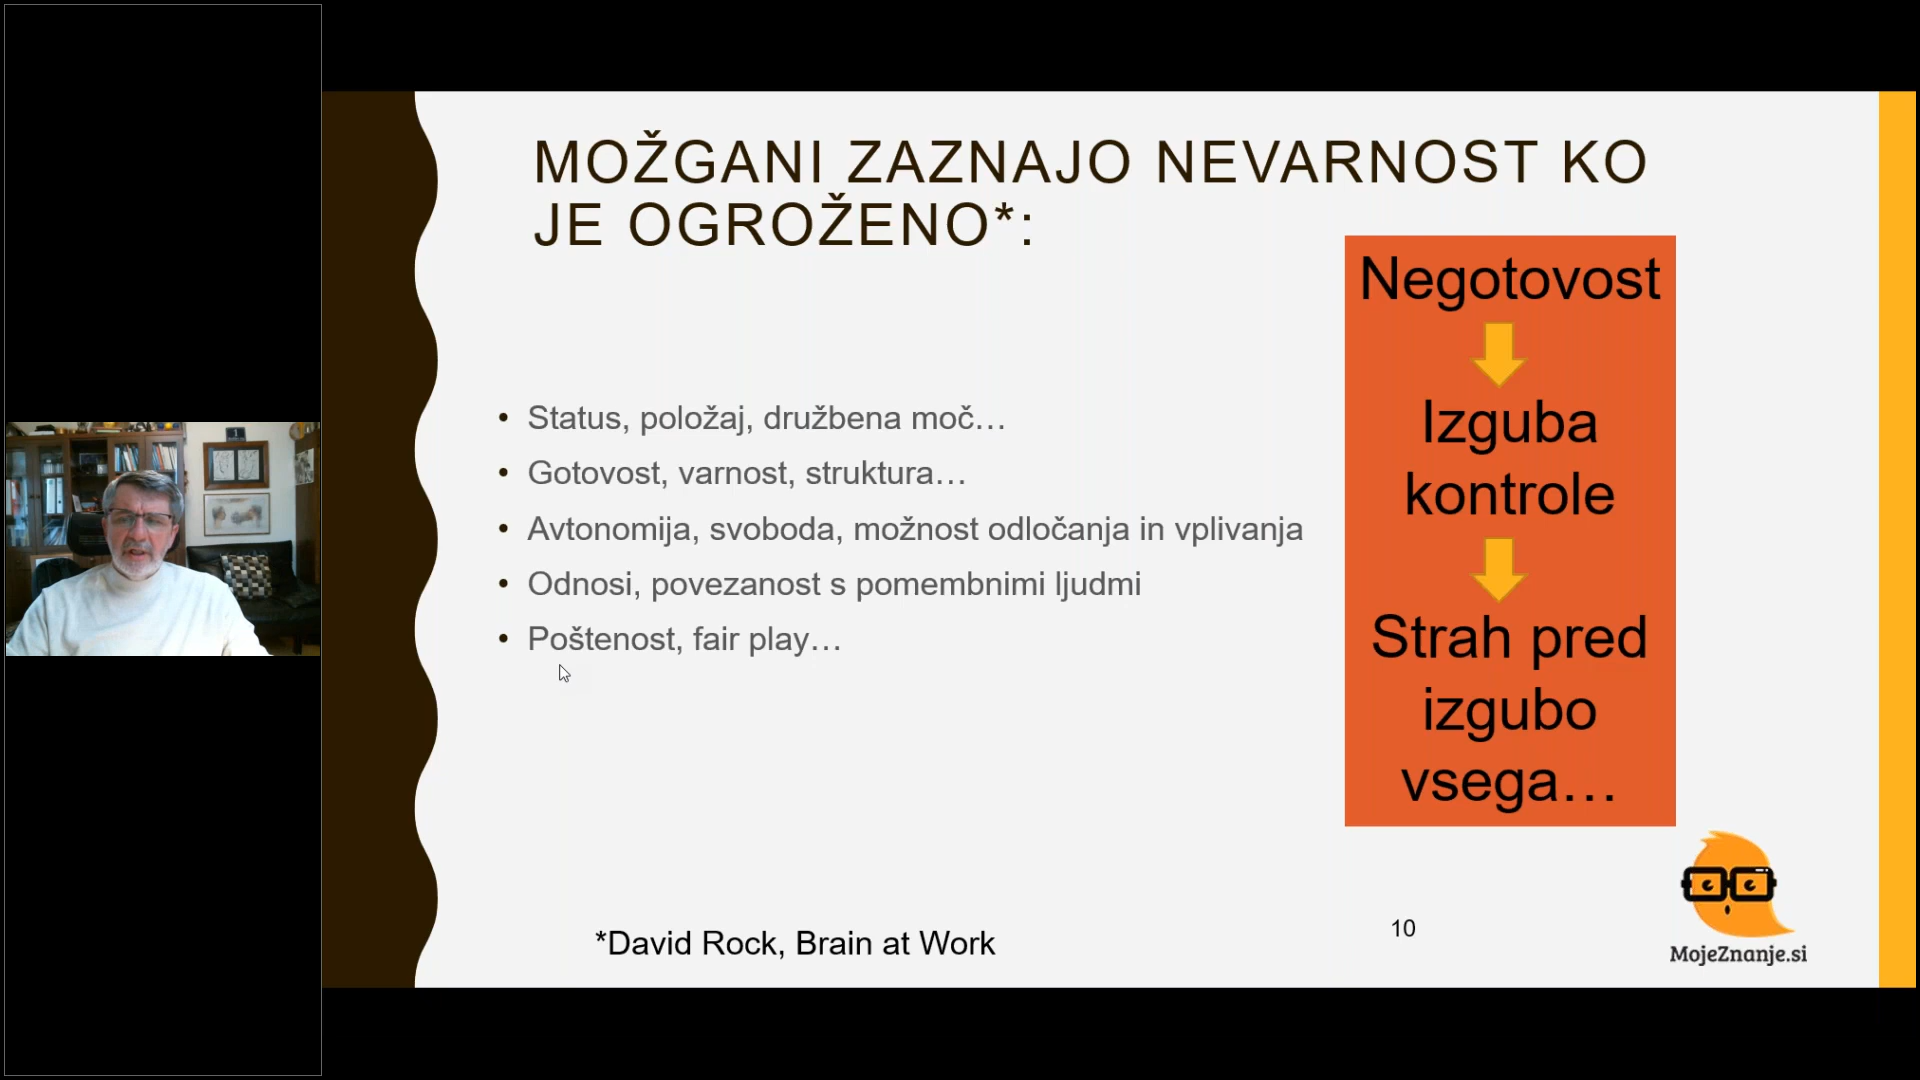 MOŽGANI ZAZNAJO NEVARNOST KO
JE OGROŽENO*:
• Status, položaj, družbena moč…
• Gotovost, varnost, struktura…
• Avtonomija, svoboda, možnost odločanja in vplivanja
• Odnosi, povezanost s pomembnimi ljudmi
• Poštenost, fair play…
Negotovost
Izguba
kontrole
Strah pred
izgubo
vsega…
*David Rock, Brain at Work
10
MojeZnanje.si